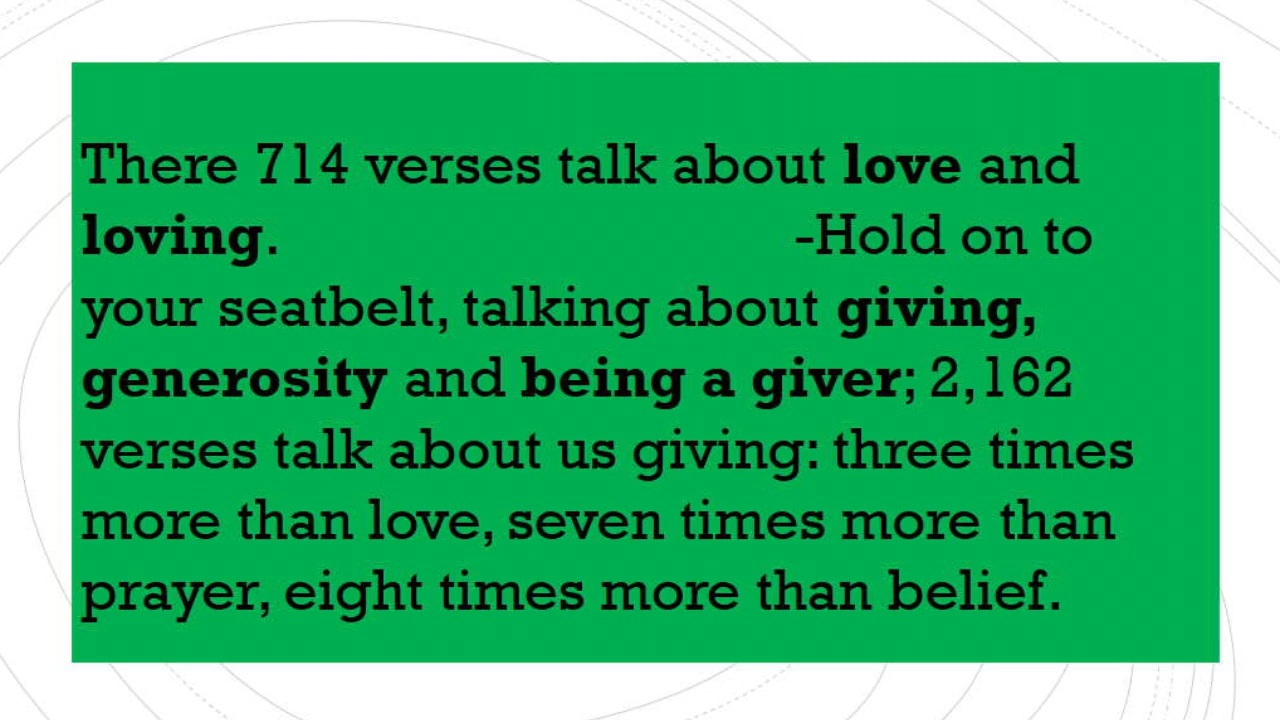 There 714 verses talk about love and
loving. -Hold on to
your seatbelt, talking about giving,
generosity and being a giver; 2,162
verses talk about us giving: three times
more than love, seven times more than
prayer, eight times more than belief.